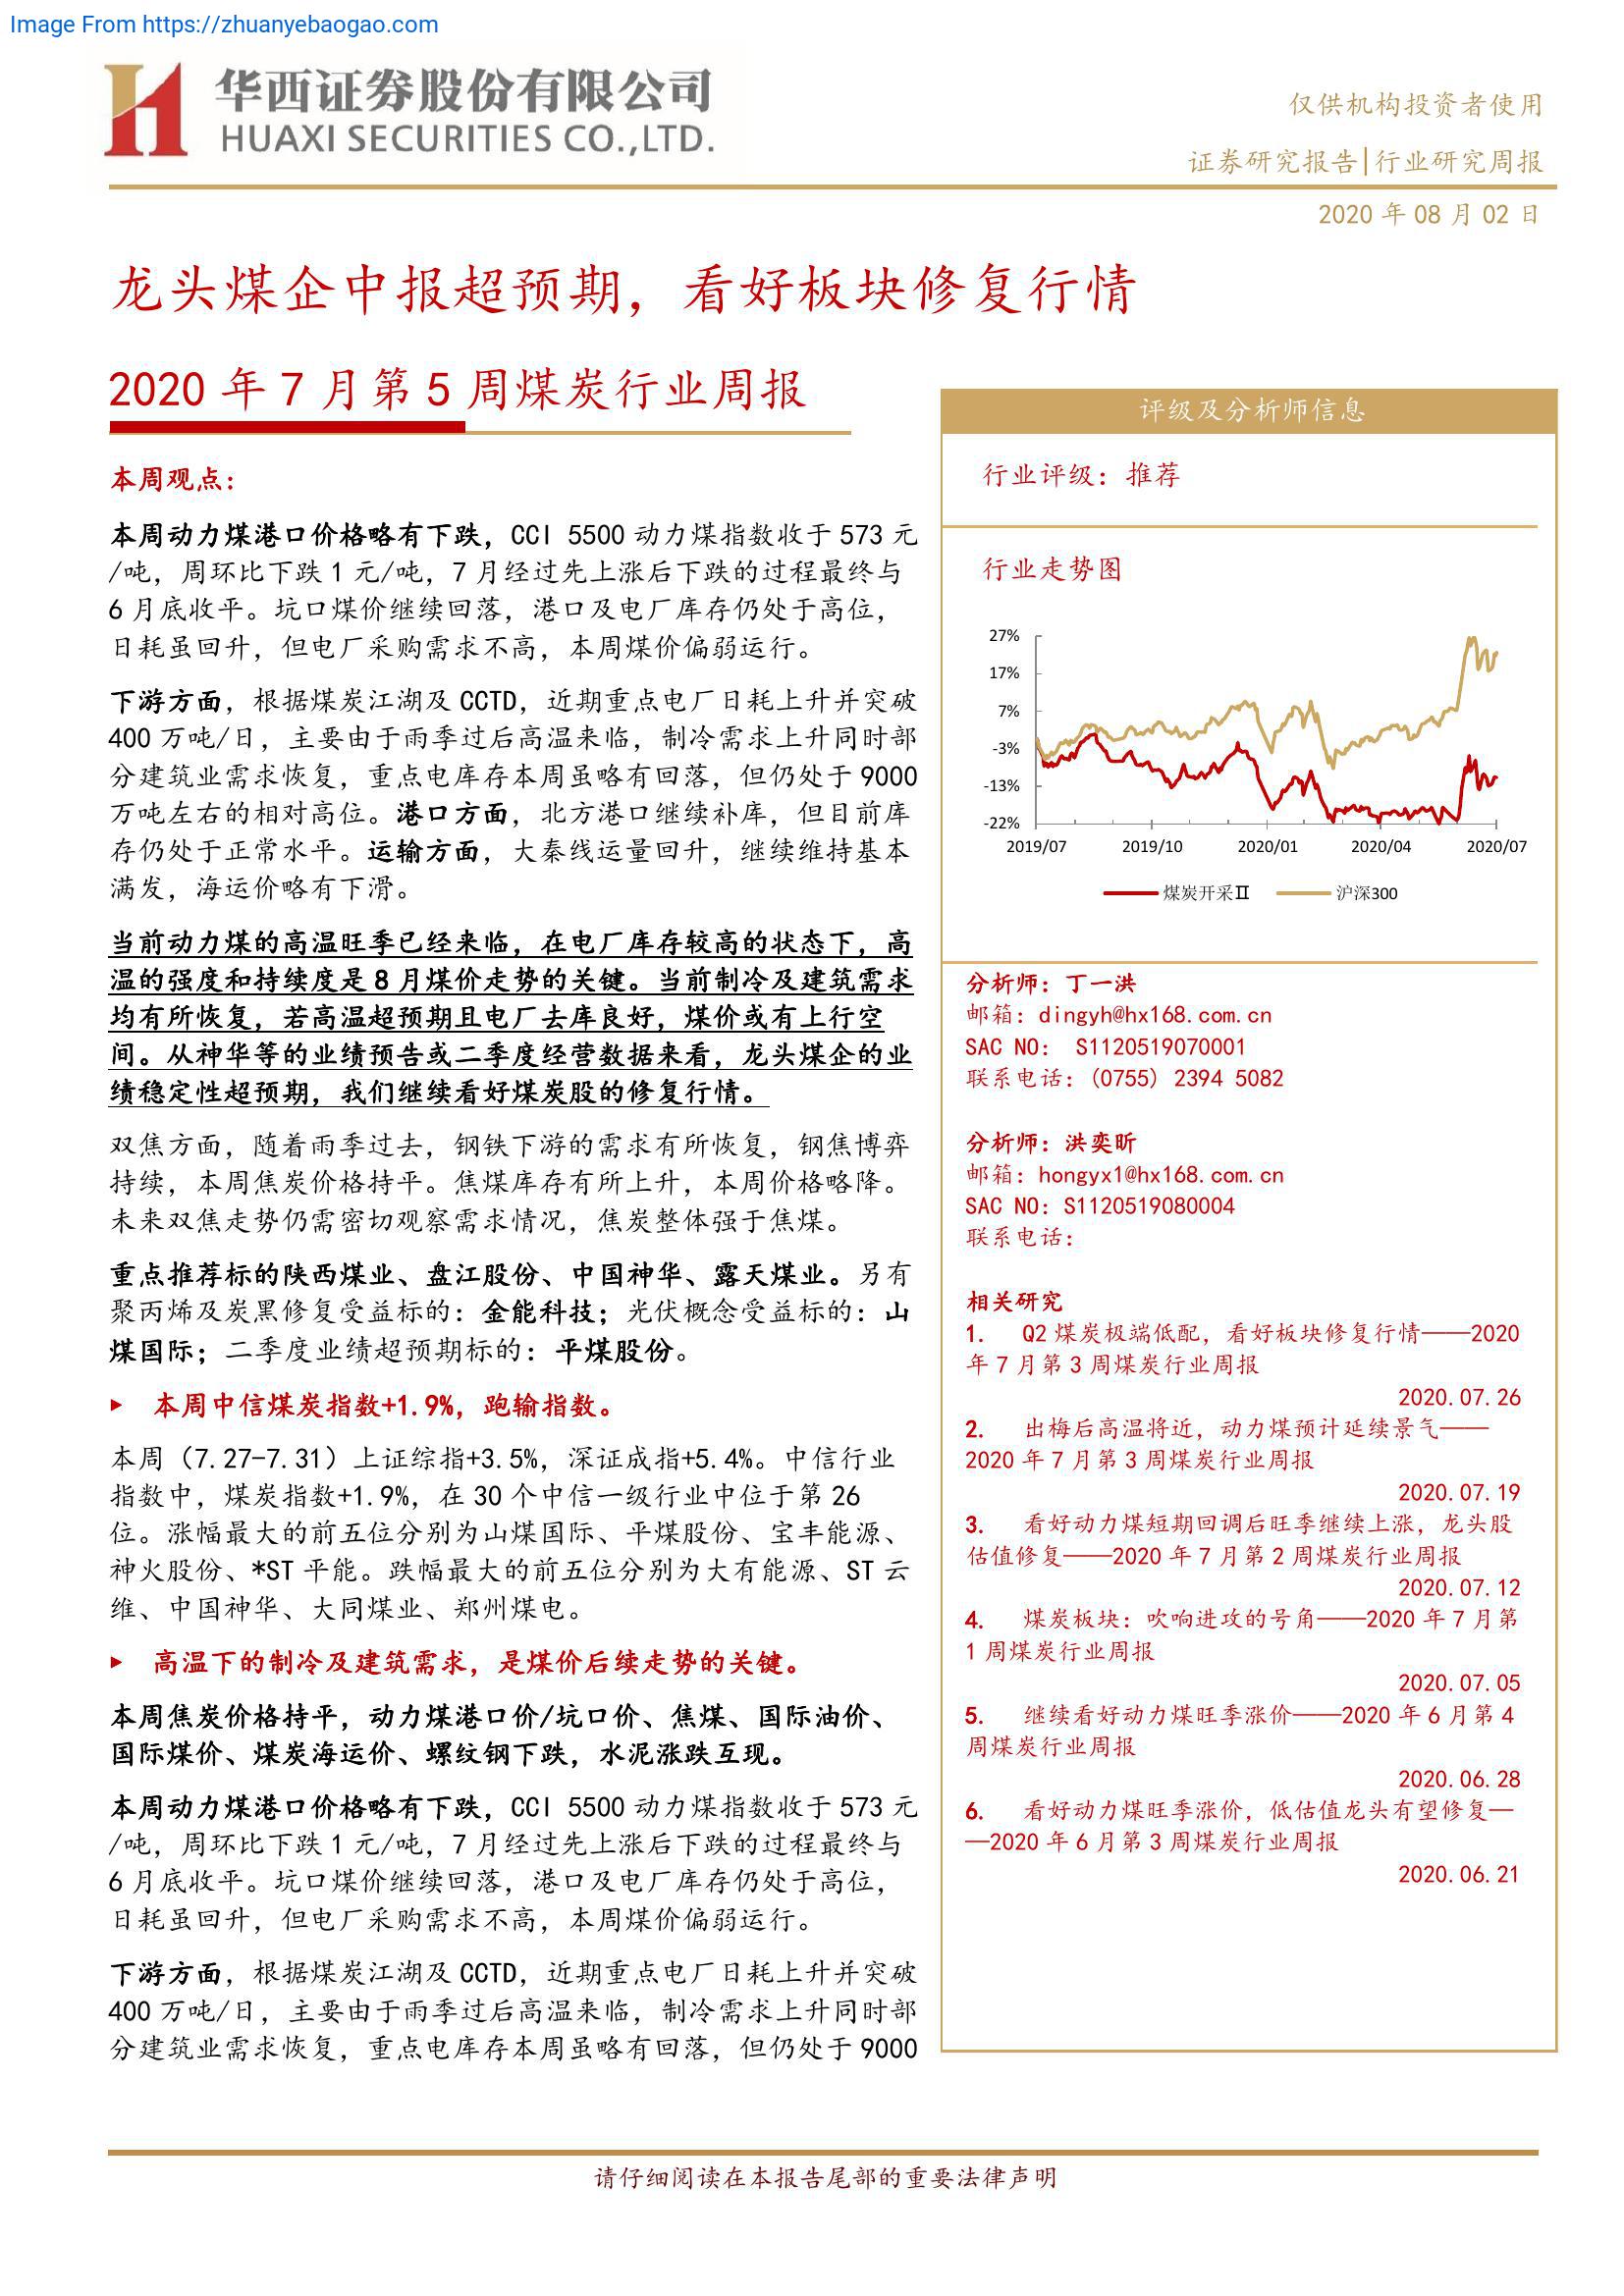 Image From https://zhuanyebaogao.com
华西证券股份有限公司
HUAXI SECURITIES CO.,LTD.
仅供机构投资者使用
证券研究报告|行业研究周报
2020 年 08 月 02 日
龙头煤企中报超预期，看好板块修复行情
2020 年 7 月第 5 周煤炭行业周报
本周观点：
本周动力煤港口价格略有下跌，CCI 5500 动力煤指数收于 573 元
/吨，周环比下跌 1 元/吨，7 月经过先上涨后下跌的过程最终与
6 月底收平。坑口煤价继续回落，港口及电厂库存仍处于高位，
日耗虽回升，但电厂采购需求不高，本周煤价偏弱运行。
下游方面，根据煤炭江湖及 CCTD，近期重点电厂日耗上升并突破
400 万吨/日，主要由于雨季过后高温来临，制冷需求上升同时部
分建筑业需求恢复，重点电库存本周虽略有回落，但仍处于 9000
万吨左右的相对高位。港口方面，北方港口继续补库，但目前库
存仍处于正常水平。运输方面，大秦线运量回升，继续维持基本
满发，海运价略有下滑。
当前动力煤的高温旺季已经来临，在电厂库存较高的状态下，高
温的强度和持续度是 8 月煤价走势的关键。当前制冷及建筑需求
均有所恢复，若高温超预期且电厂去库良好，煤价或有上行空
间。从神华等的业绩预告或二季度经营数据来看，龙头煤企的业
绩稳定性超预期，我们继续看好煤炭股的修复行情。
双焦方面，随着雨季过去，钢铁下游的需求有所恢复，钢焦博弈
持续，本周焦炭价格持平。焦煤库存有所上升，本周价格略降。
未来双焦走势仍需密切观察需求情况，焦炭整体强于焦煤。
重点推荐标的陕西煤业、盘江股份、中国神华、露天煤业。另有
聚丙烯及炭黑修复受益标的：金能科技；光伏概念受益标的：山
煤国际；二季度业绩超预期标的：平煤股份。
▶ 本周中信煤炭指数+1.9%，跑输指数。
本周（7.27-7.31）上证综指+3.5%，深证成指+5.4%。中信行业
指数中，煤炭指数+1.9%，在 30 个中信一级行业中位于第 26
位。涨幅最大的前五位分别为山煤国际、平煤股份、宝丰能源、
神火股份、*ST 平能。跌幅最大的前五位分别为大有能源、ST 云
维、中国神华、大同煤业、郑州煤电。
▶ 高温下的制冷及建筑需求，是煤价后续走势的关键。
本周焦炭价格持平，动力煤港口价/坑口价、焦煤、国际油价、
国际煤价、煤炭海运价、螺纹钢下跌，水泥涨跌互现。
本周动力煤港口价格略有下跌，CCI 5500 动力煤指数收于 573 元
/吨，周环比下跌 1 元/吨，7 月经过先上涨后下跌的过程最终与
6 月底收平。坑口煤价继续回落，港口及电厂库存仍处于高位，
日耗虽回升，但电厂采购需求不高，本周煤价偏弱运行。
下游方面，根据煤炭江湖及 CCTD，近期重点电厂日耗上升并突破
400 万吨/日，主要由于雨季过后高温来临，制冷需求上升同时部
分建筑业需求恢复，重点电库存本周虽略有回落，但仍处于 9000
评级及分析师信息
行业评级：推荐
行业走势图
27%
17%
7%
-3%
-13%
-22%
2019/07 2019/10 2020/01 2020/04 2020/07
煤炭开采Ⅱ 沪深300
分析师：丁一洪
邮箱：dingyh@hx168.com.cn
SAC NO： S1120519070001
联系电话：(0755) 2394 5082
分析师：洪奕昕
邮箱：hongyx1@hx168.com.cn
SAC NO：S1120519080004
联系电话：
相关研究
1. Q2 煤炭极端低配，看好板块修复行情——2020
年 7 月第 3 周煤炭行业周报
2020.07.26
2. 出梅后高温将近，动力煤预计延续景气——
2020 年 7 月第 3 周煤炭行业周报
2020.07.19
3. 看好动力煤短期回调后旺季继续上涨，龙头股
估值修复——2020 年 7 月第 2 周煤炭行业周报
2020.07.12
4. 煤炭板块：吹响进攻的号角——2020 年 7 月第
1 周煤炭行业周报
2020.07.05
5. 继续看好动力煤旺季涨价——2020 年 6 月第 4
周煤炭行业周报
2020.06.28
6. 看好动力煤旺季涨价，低估值龙头有望修复—
—2020 年 6 月第 3 周煤炭行业周报
2020.06.21
请仔细阅读在本报告尾部的重要法律声明